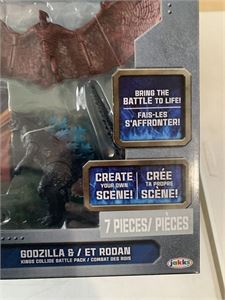 BRING THE
BATTLE TO LIFE!
FAIS-LES
S'AFFRONTER!
CREATE
YOUR OWN
SCENE!
CRÉE
TA PROPRE
SCÈNE!
7 PIECES/ PIÈCES
GODZILLA & / ET RODAN
KINGS COLLIDE BATTLE PACK / COMBAT DES ROIS
jakks